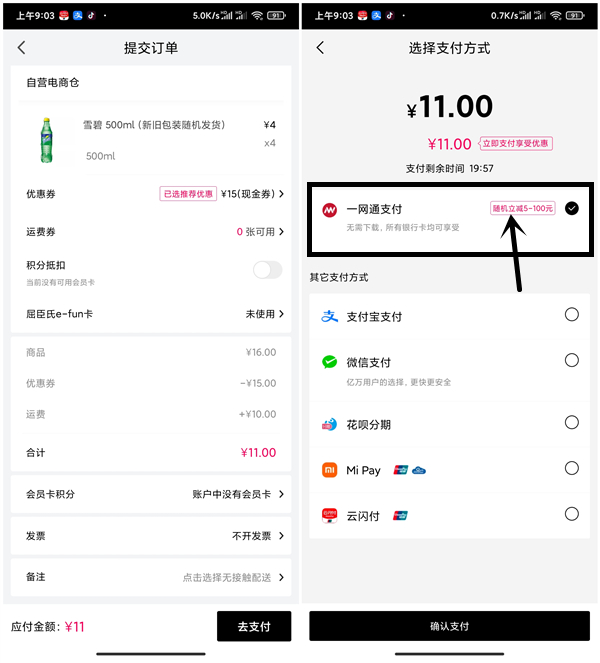 上午9:03
5.0K/s
91
提交订单
自营电商仓
雪碧 500ml（新旧包装随机发货）
¥4
x4
500ml
优惠券
已选推荐优惠
¥15(现金券)
运费券
0 张可用
积分抵扣
当前没有可用会员卡
屈臣氏e-fun卡
未使用
商品
¥16.00
优惠券
−¥15.00
运费
+¥10.00
合计
¥11.00
会员卡积分
账户中没有会员卡
发票
不开发票
备注
点击选择无接触配送
应付金额: ¥11
去支付
上午9:03
0.7K/s
91
选择支付方式
¥11.00
¥11.00
立即支付享受优惠
支付剩余时间 19:57
一网通支付
随机立减5-100元
无需下载，所有银行卡均可享受
其它支付方式
支付宝支付
微信支付
亿万用户的选择，更快更安全
花呗分期
Mi Pay
云闪付
确认支付